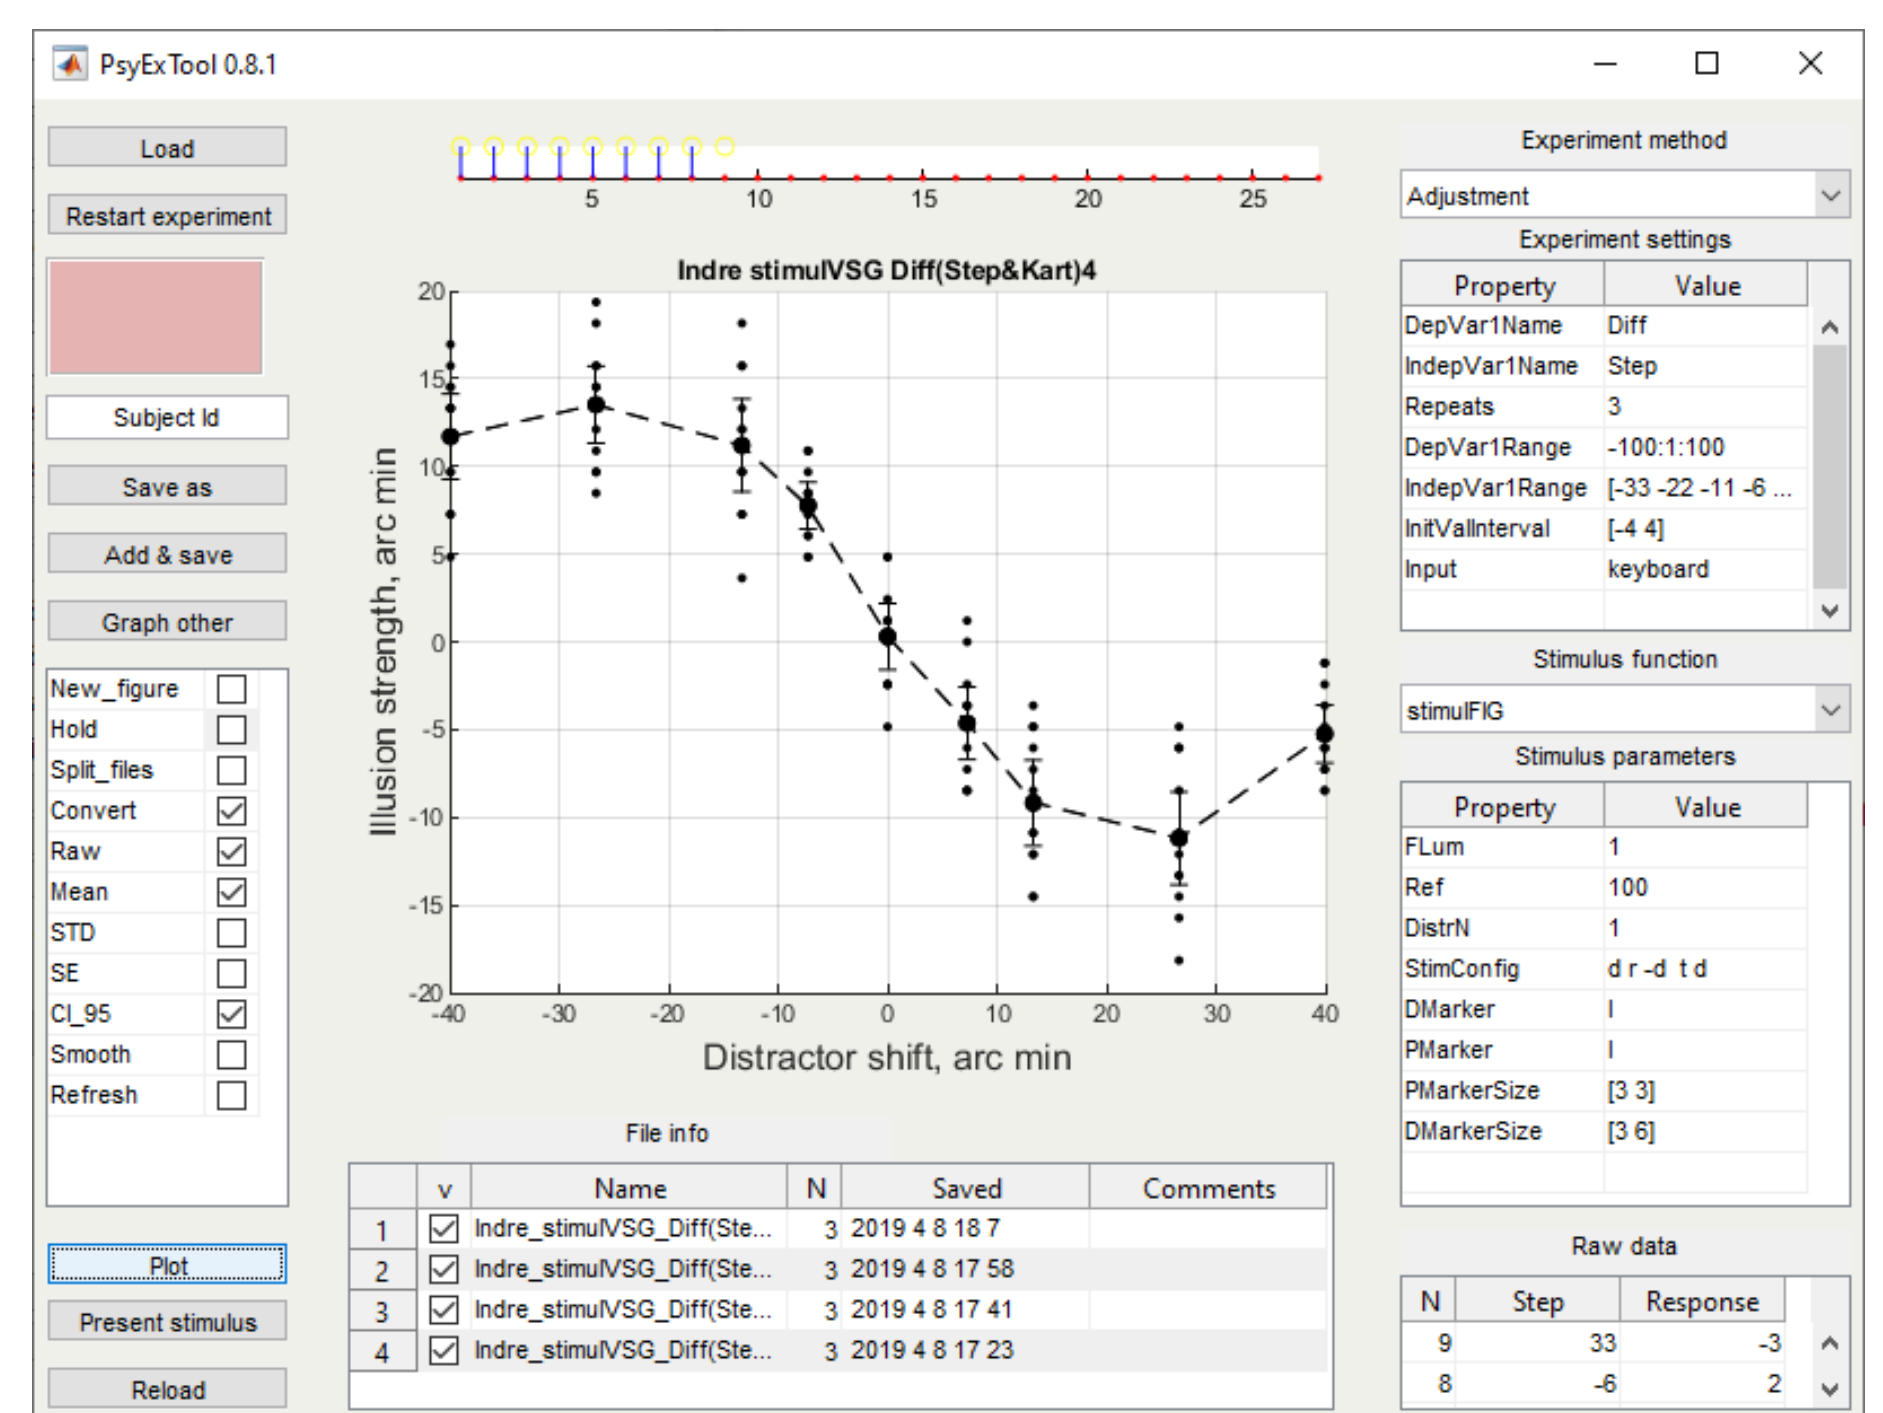 PsyExTool 0.8.1
Load
Restart experiment
Subject Id
Save as
Add & save
Graph other
New_figure
Hold
Split_files
Convert
Raw
Mean
STD
SE
CI_95
Smooth
Refresh
Plot
Present stimulus
Reload
5 10 15 20 25
Indre stimulVSG Diff(Step&Kart)4
Illusion strength, arc min
20
15
10
5
0
-5
-10
-15
-20
-40 -30 -20 -10 0 10 20 30 40
Distractor shift, arc min
File info
v Name N Saved Comments
1 Indre_stimulVSG_Diff(Ste... 3 2019 4 8 18 7
2 Indre_stimulVSG_Diff(Ste... 3 2019 4 8 17 58
3 Indre_stimulVSG_Diff(Ste... 3 2019 4 8 17 41
4 Indre_stimulVSG_Diff(Ste... 3 2019 4 8 17 23
Experiment method
Adjustment
Experiment settings
Property Value
DepVar1Name Diff
IndepVar1Name Step
Repeats 3
DepVar1Range -100:1:100
IndepVar1Range [-33 -22 -11 -6 ...
InitValInterval [-4 4]
Input keyboard
Stimulus function
stimulFIG
Stimulus parameters
Property Value
FLum 1
Ref 100
DistrN 1
StimConfig d r -d t d
DMarker l
PMarker l
PMarkerSize [3 3]
DMarkerSize [3 6]
Raw data
N Step Response
9 33 -3
8 -6 2